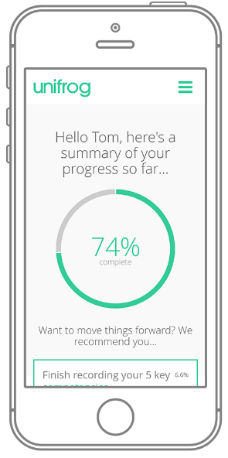 unifrog
Hello Tom, here's a
summary of your
progress so far...
74%
complete
Want to move things forward? We
recommend you...
Finish recording your 5 key 6.6%